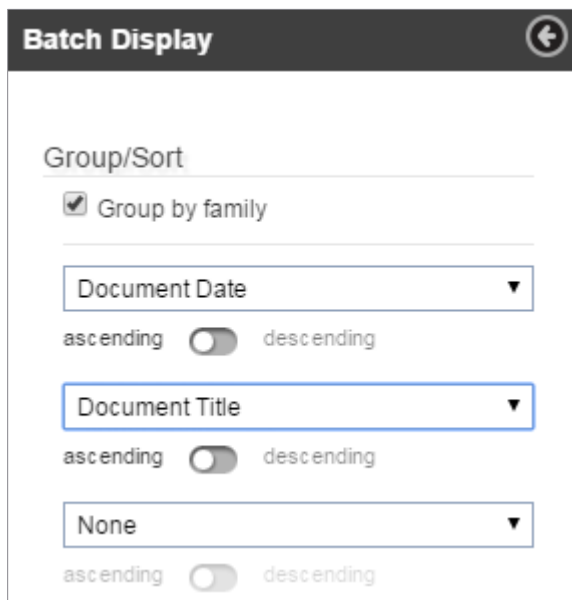 Batch Display
Group/Sort
Group by family
Document Date
ascending descending
Document Title
ascending descending
None
ascending descending